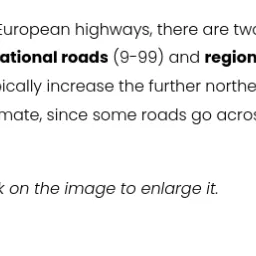 European highways, there are two
ational roads (9-99) and region
ically increase the further northe
mate, since some roads go acros
k on the image to enlarge it.